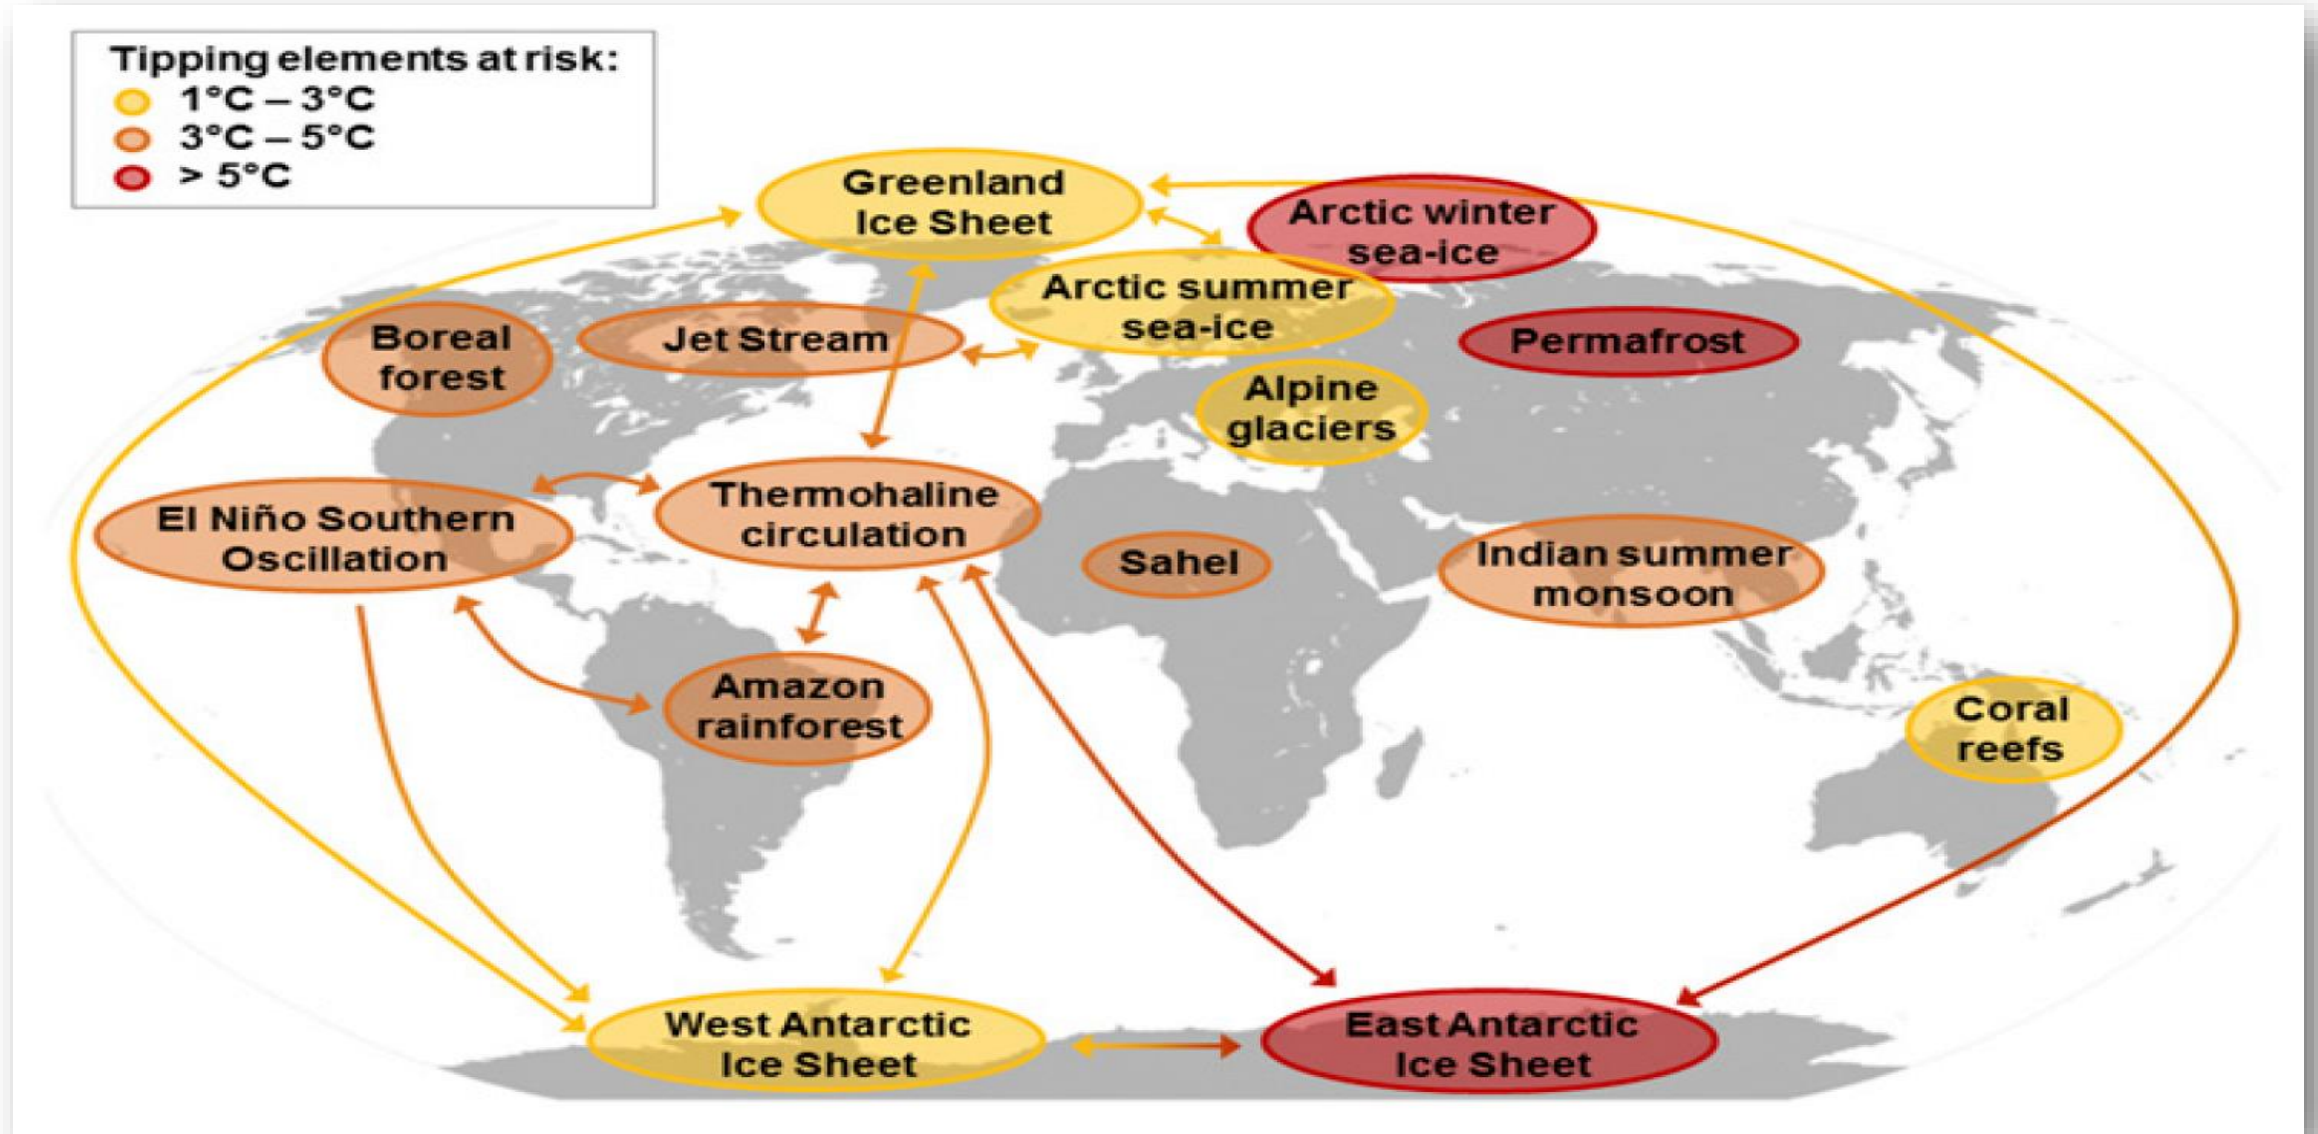 Tipping elements at risk:
1°C – 3°C
3°C – 5°C
> 5°C
Greenland
Ice Sheet
Arctic winter
sea-ice
Arctic summer
sea-ice
Boreal
forest
Jet Stream
Permafrost
Alpine
glaciers
El Niño Southern
Oscillation
Thermohaline
circulation
Sahel
Indian summer
monsoon
Amazon
rainforest
Coral
reefs
West Antarctic
Ice Sheet
East Antarctic
Ice Sheet